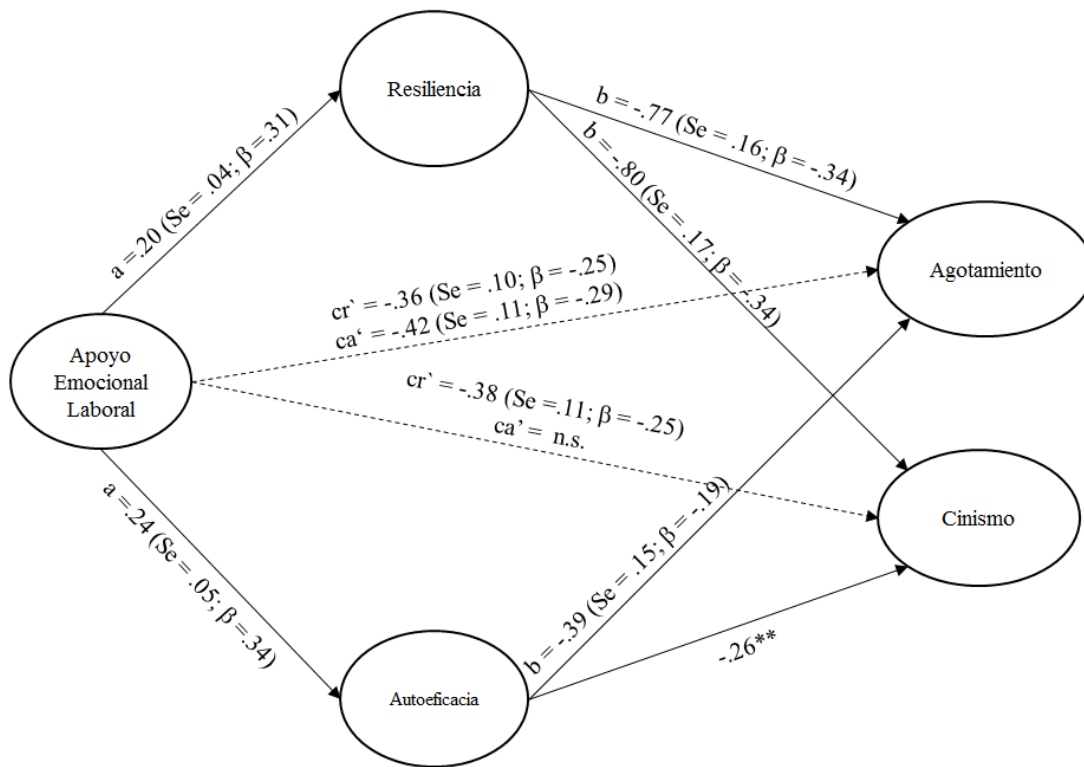 Resiliencia
b = -.77 (Se = .16; β = -.34)
b = -.80 (Se = .17; β = -.34)
a =.20 (Se = .04; β =.31)
Agotamiento
cr` = -.36 (Se = .10; β = -.25)
ca‘ = -.42 (Se = .11; β = -.29)
Apoyo
Emocional
Laboral
cr` = -.38 (Se =.11; β = -.25)
ca’ = n.s.
Cinismo
a =.24 (Se = .05; β =.34)
b = -.39 (Se = .15; β = -.19)
-.26**
Autoeficacia